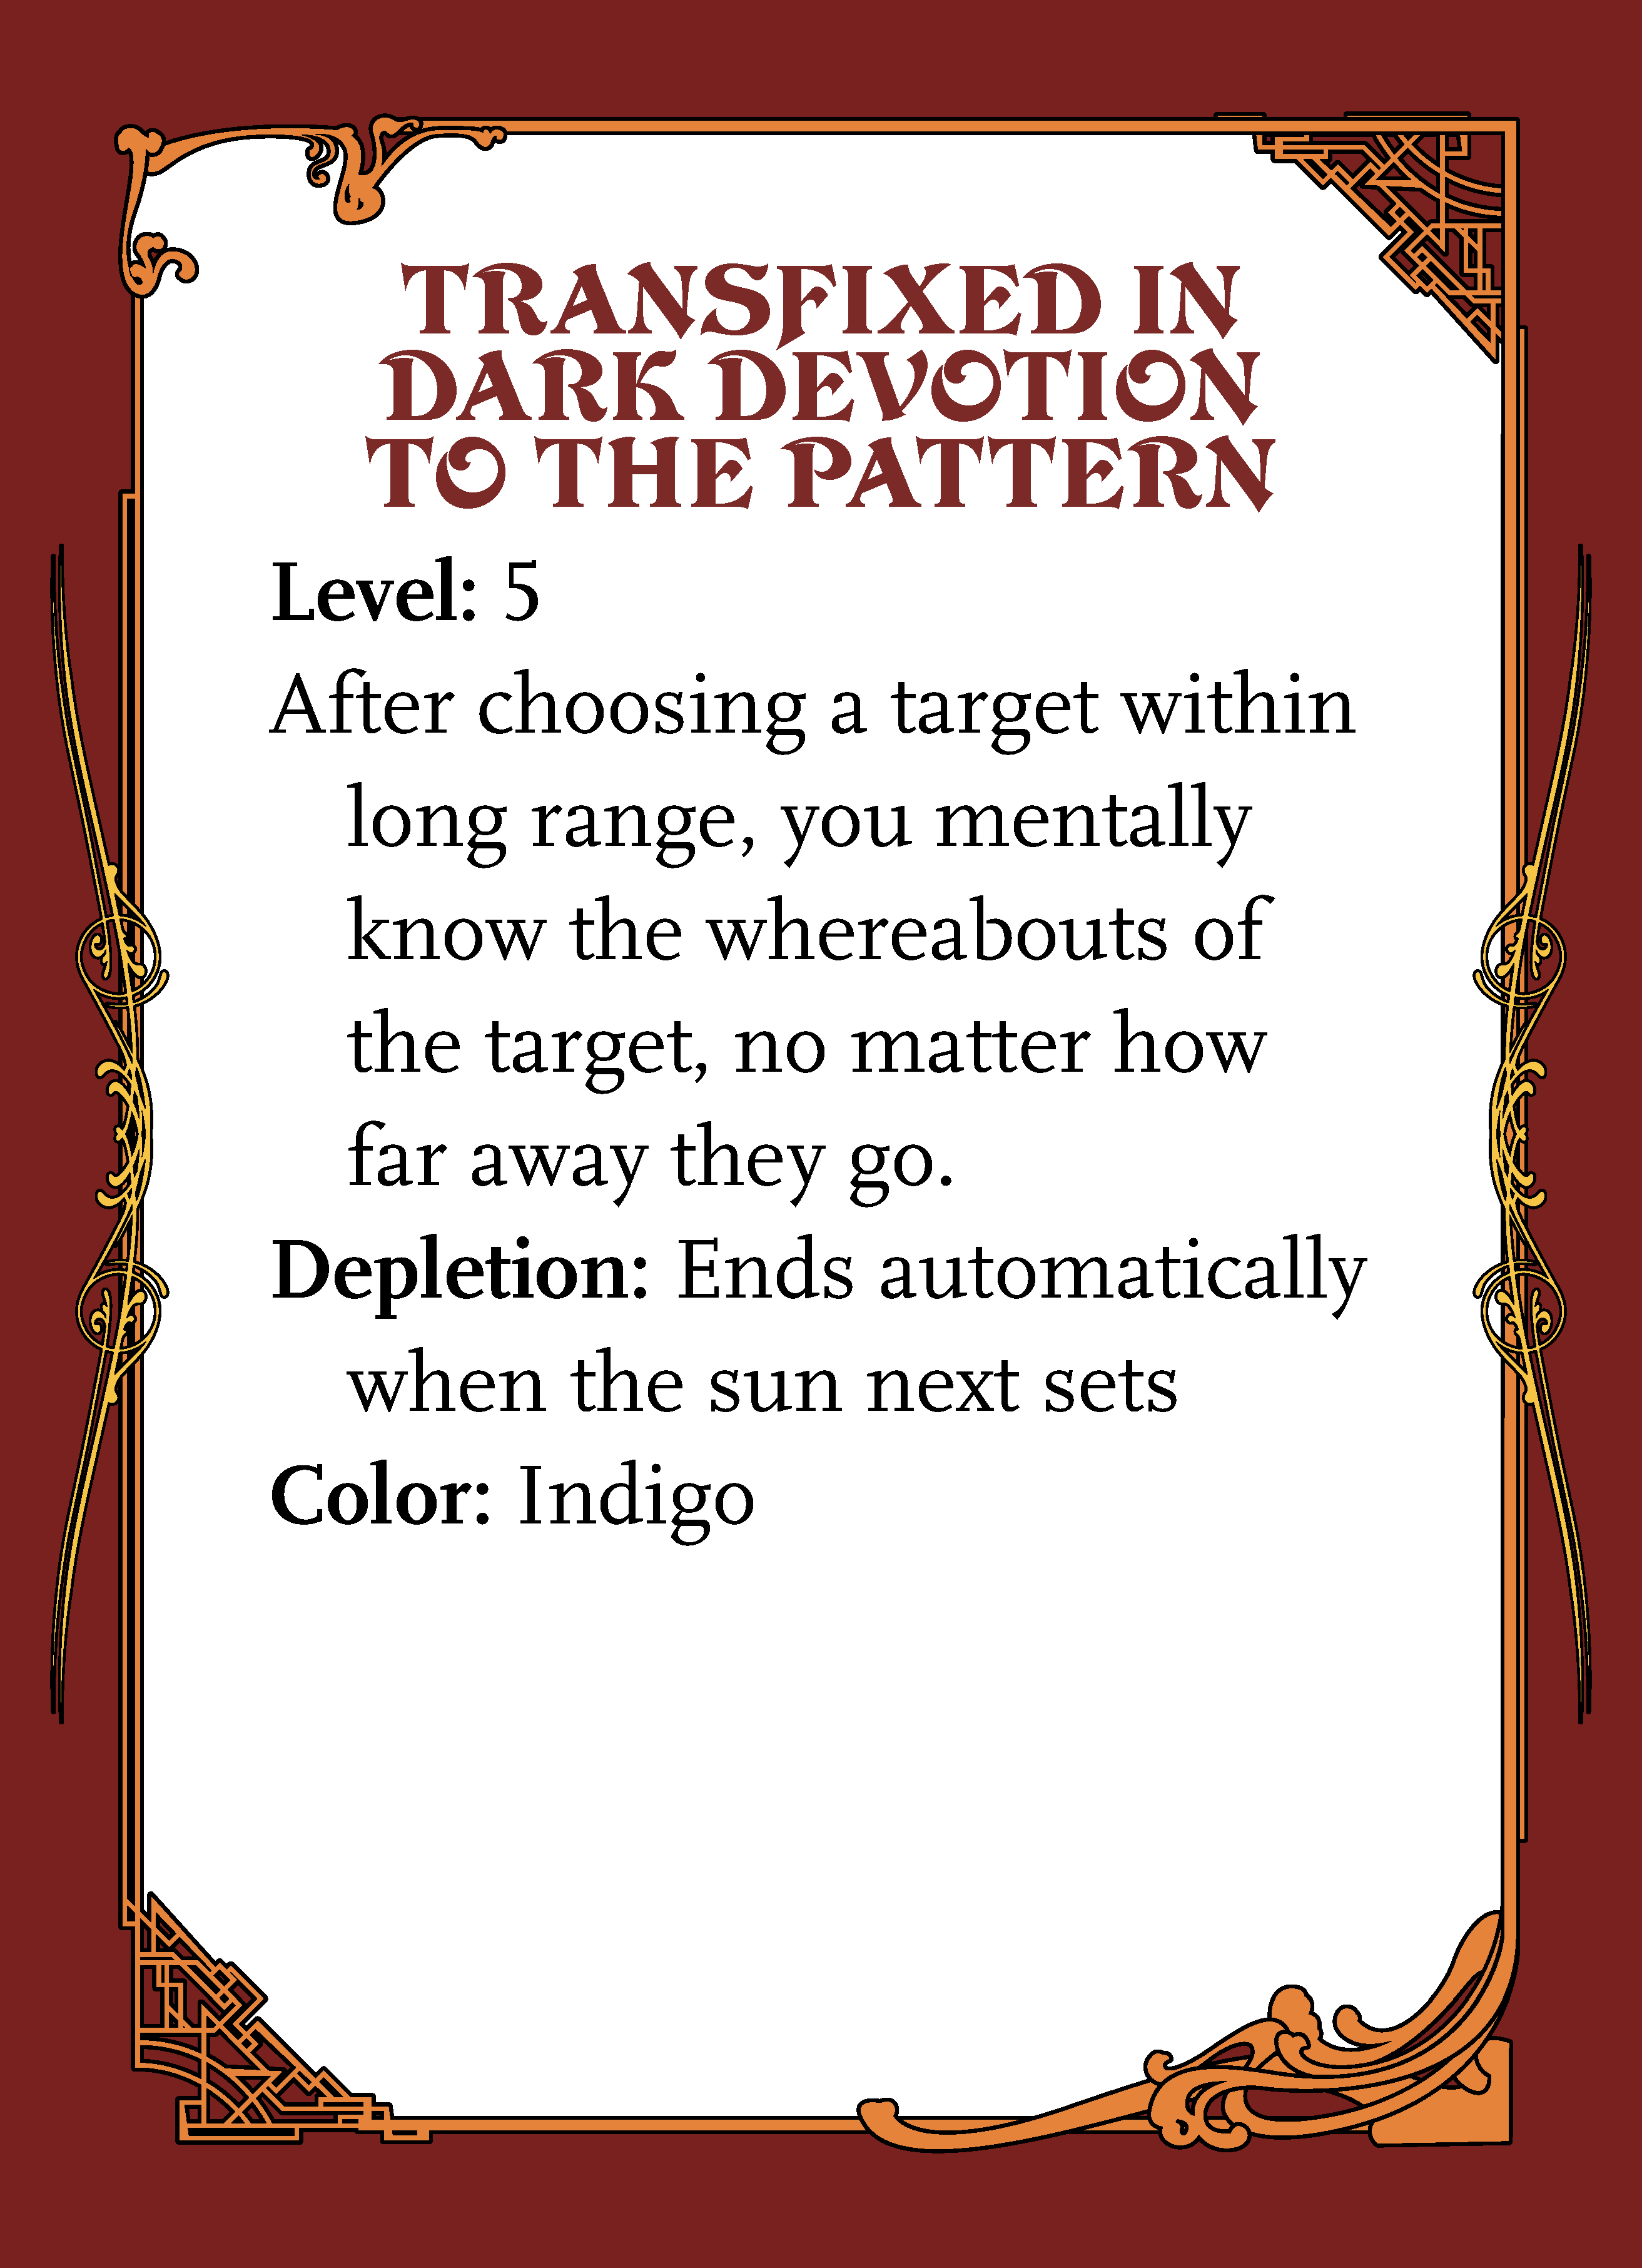 TRANSFIXED IN
DARK DEVOTION
TO THE PATTERN
Level: 5
After choosing a target within
long range, you mentally
know the whereabouts of
the target, no matter how
far away they go.
Depletion: Ends automatically
when the sun next sets
Color: Indigo